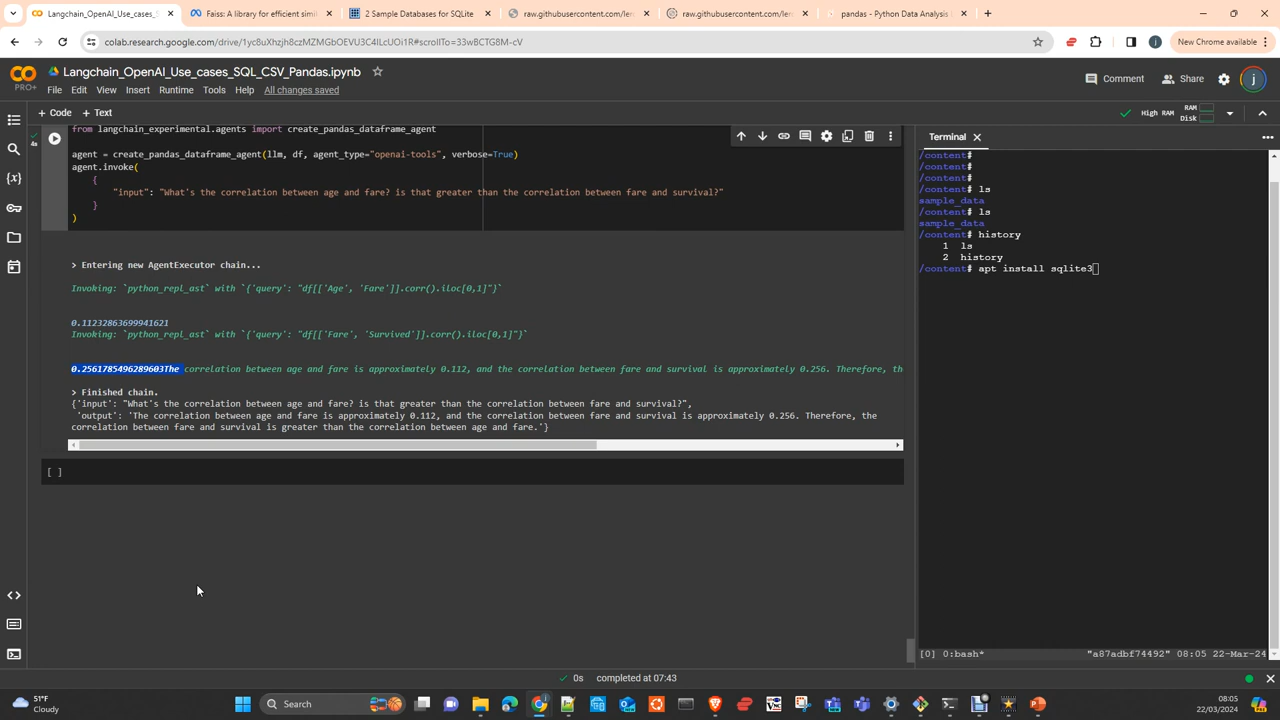 Langchain_OpenAI_Use_cases_S
Faiss: A library for efficient simil
2 Sample Databases for SQLite
raw.githubusercontent.com/ler
raw.githubusercontent.com/ler
pandas - Python Data Analysis
colab.research.google.com/drive/1yc8uXhzjh8czMZMGbOEVU3C4ILcUOi1R#scrollTo=33wBCTG8M-cV
New Chrome available
Langchain_OpenAI_Use_cases_SQL_CSV_Pandas.ipynb
PRO+
File Edit View Insert Runtime Tools Help All changes saved
Comment Share
+ Code + Text
High RAM RAM Disk
from langchain_experimental.agents import create_pandas_dataframe_agent
4s
agent = create_pandas_dataframe_agent(llm, df, agent_type="openai-tools", verbose=True)
agent.invoke(
{
"input": "What's the correlation between age and fare? is that greater than the correlation between fare and survival?"
}
)
> Entering new AgentExecutor chain...
Invoking: `python_repl_ast` with `{'query': "df[['Age', 'Fare']].corr().iloc[0,1]"}`
0.11232863699941621
Invoking: `python_repl_ast` with `{'query': "df[['Fare', 'Survived']].corr().iloc[0,1]"}`
0.2561785496289603The correlation between age and fare is approximately 0.112, and the correlation between fare and survival is approximately 0.256. Therefore, the
> Finished chain.
{'input': "What's the correlation between age and fare? is that greater than the correlation between fare and survival?",
'output': 'The correlation between age and fare is approximately 0.112, and the correlation between fare and survival is approximately 0.256. Therefore, the
correlation between fare and survival is greater than the correlation between age and fare.'}
[ ]
Terminal
/content#
/content#
/content#
/content# ls
sample_data
/content# ls
sample_data
/content# history
1 ls
2 history
/content# apt install sqlite3
[0] 0:bash* "a87adbf74492" 08:05 22-Mar-24
0s completed at 07:43
51°F
Cloudy
Search
08:05
22/03/2024